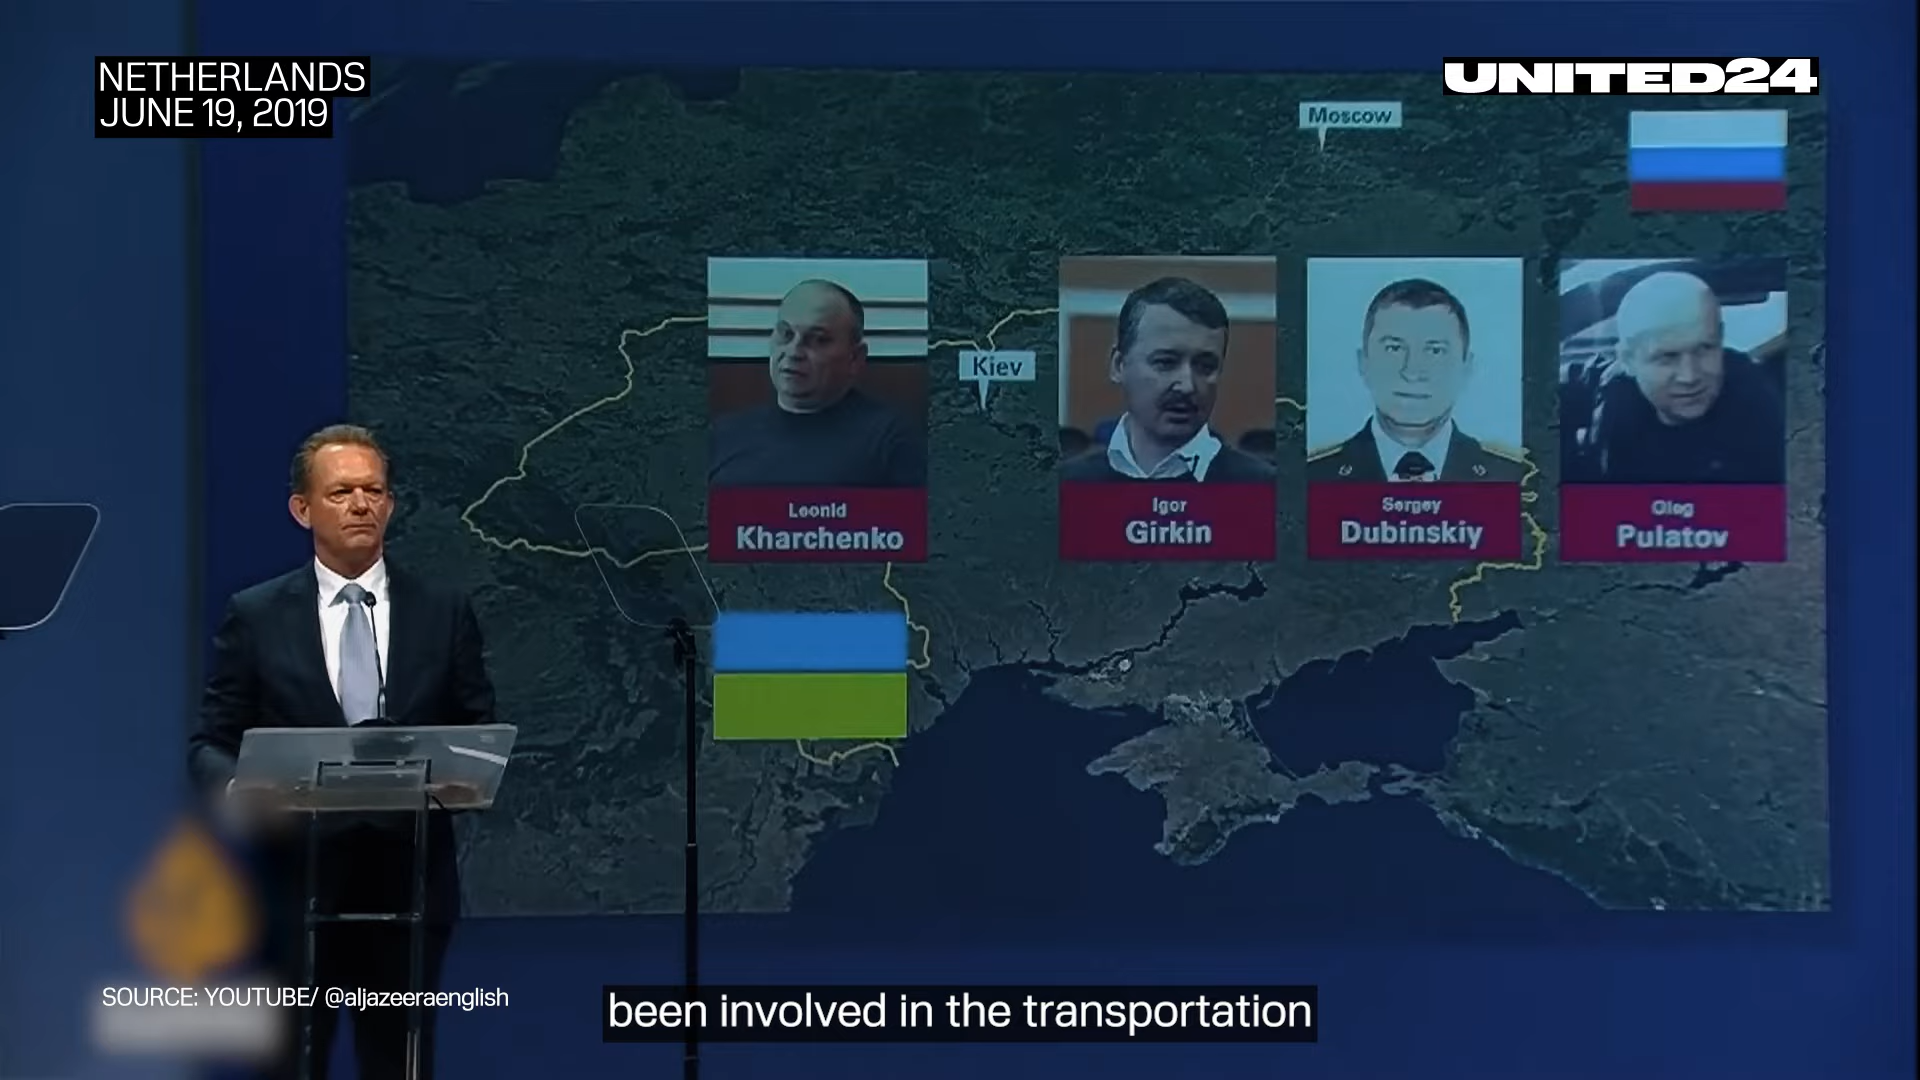 NETHERLANDS
JUNE 19, 2019
UNITED24
Moscow
Kiev
Leonid
Kharchenko
Igor
Girkin
Sergey
Dubinskiy
Oleg
Pulatov
SOURCE: YOUTUBE/ @aljazeeraenglish
been involved in the transportation